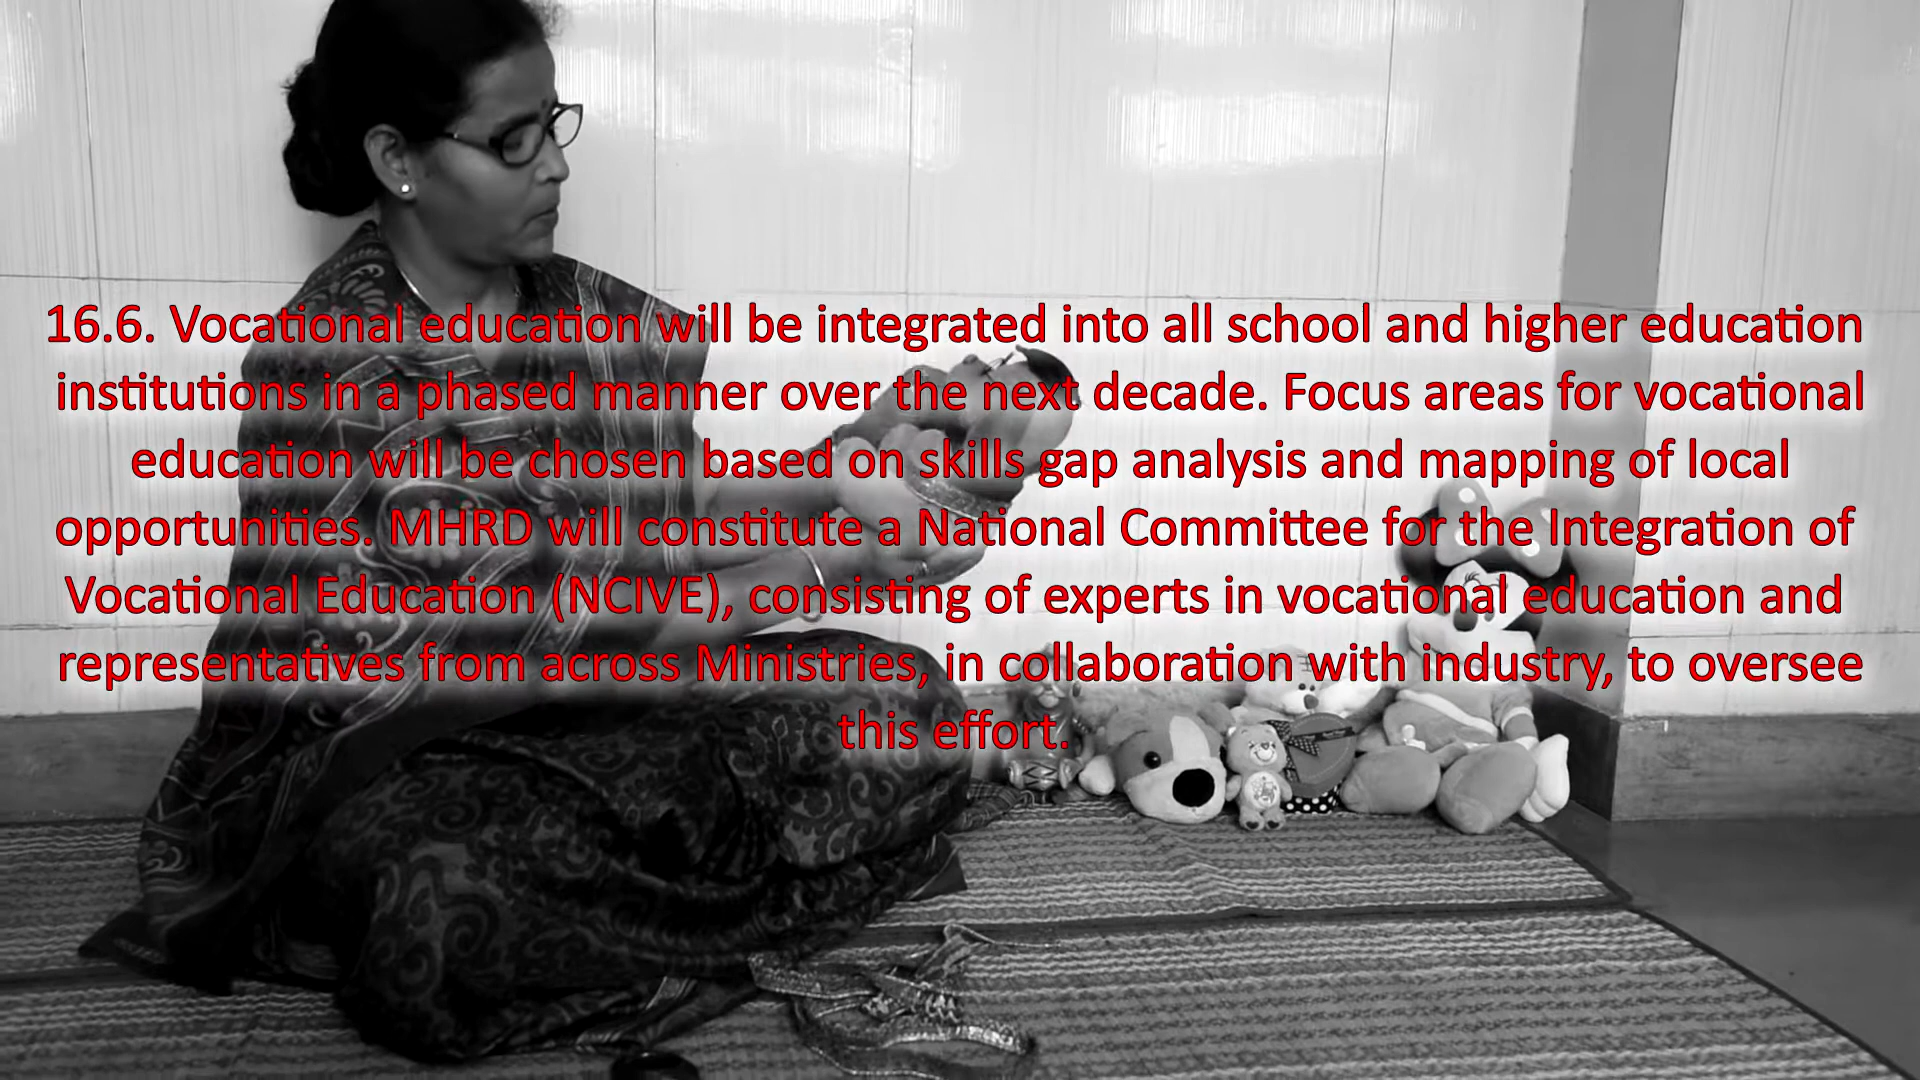 16.6. Vocational education will be integrated into all school and higher education
institutions in a phased manner over the next decade. Focus areas for vocational
education will be chosen based on skills gap analysis and mapping of local
opportunities. MHRD will constitute a National Committee for the Integration of
Vocational Education (NCIVE), consisting of experts in vocational education and
representatives from across Ministries, in collaboration with industry, to oversee
this effort.